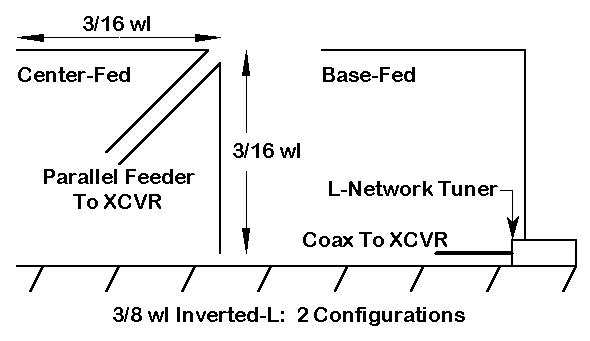 3/16 wl
Center-Fed
Base-Fed
3/16 wl
Parallel Feeder
To XCVR
L-Network Tuner
Coax To XCVR
3/8 wl Inverted-L: 2 Configurations